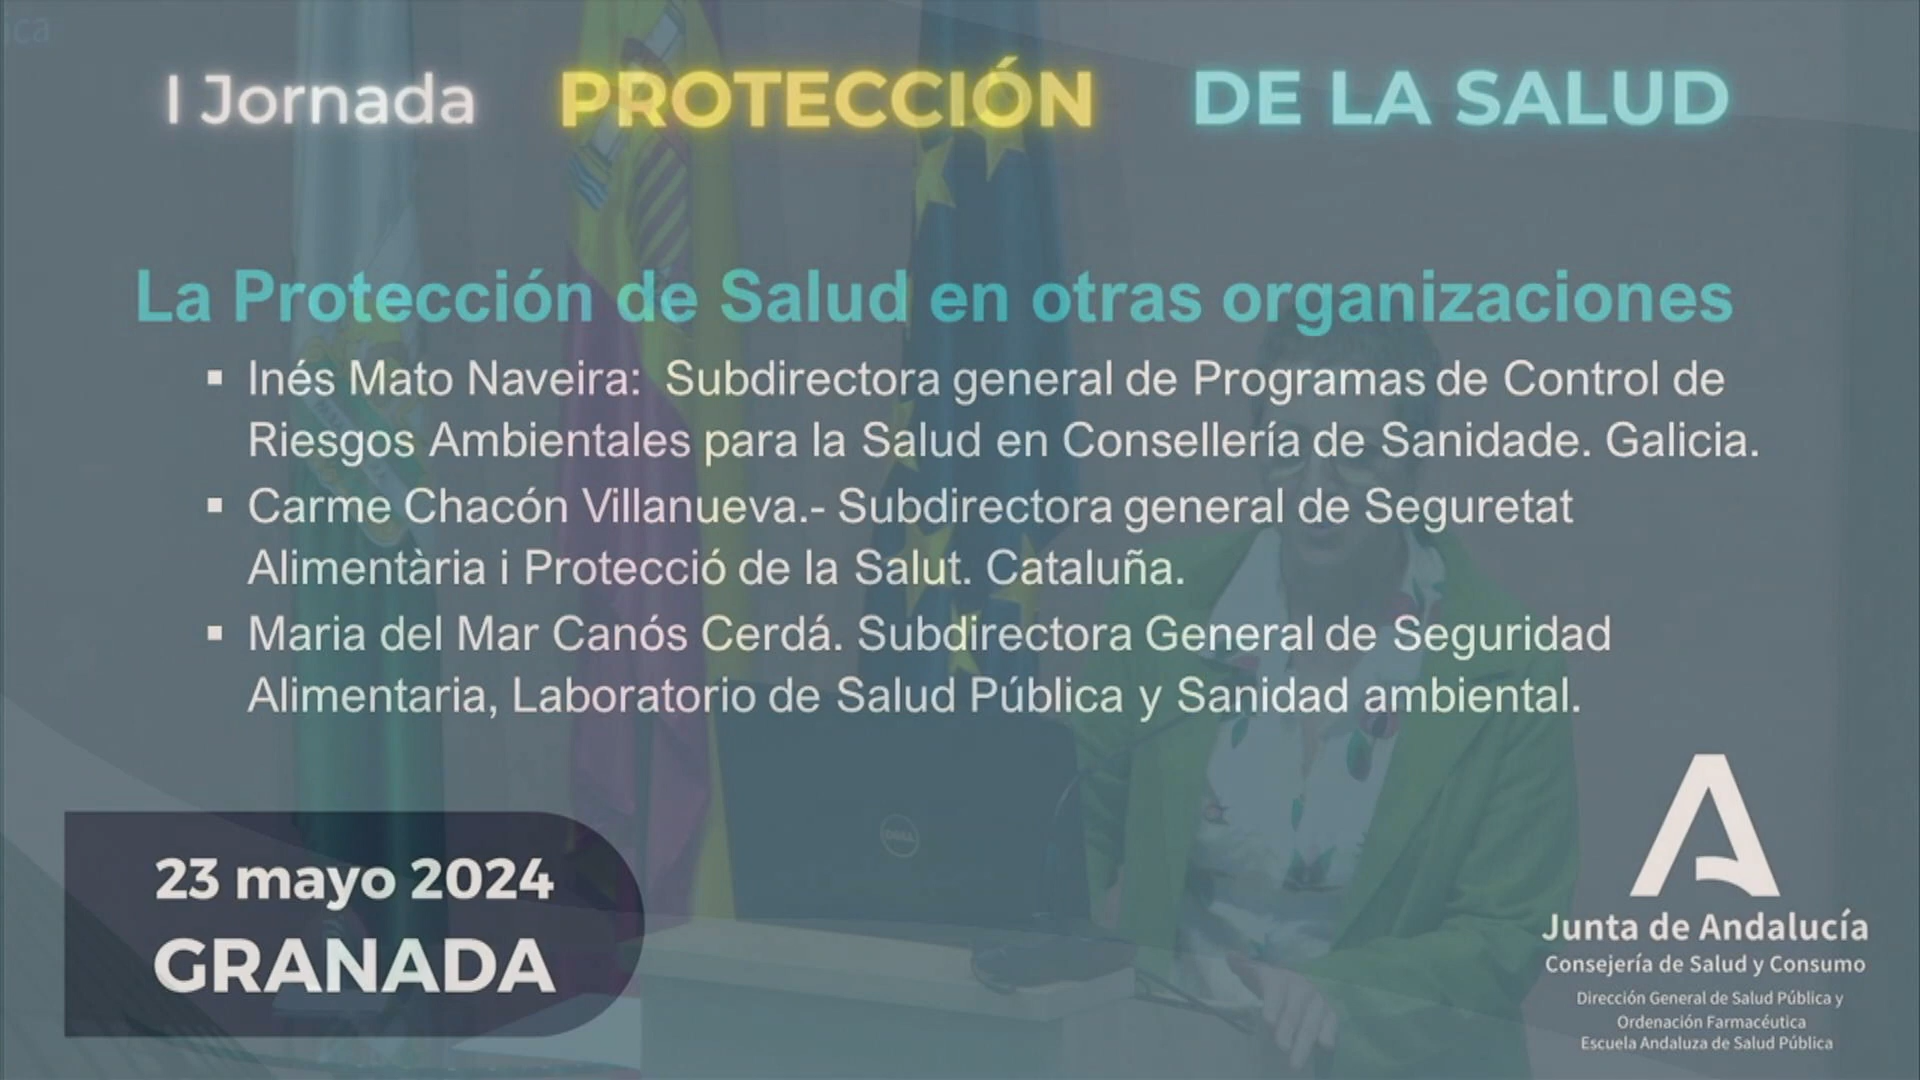 ica
I Jornada PROTECCIÓN DE LA SALUD
La Protección de Salud en otras organizaciones
▪ Inés Mato Naveira: Subdirectora general de Programas de Control de
Riesgos Ambientales para la Salud en Consellería de Sanidade. Galicia.
▪ Carme Chacón Villanueva.- Subdirectora general de Seguretat
Alimentària i Protecció de la Salut. Cataluña.
▪ Maria del Mar Canós Cerdá. Subdirectora General de Seguridad
Alimentaria, Laboratorio de Salud Pública y Sanidad ambiental.
DELL
23 mayo 2024
GRANADA
Junta de Andalucía
Consejería de Salud y Consumo
Dirección General de Salud Pública y
Ordenación Farmacéutica
Escuela Andaluza de Salud Pública